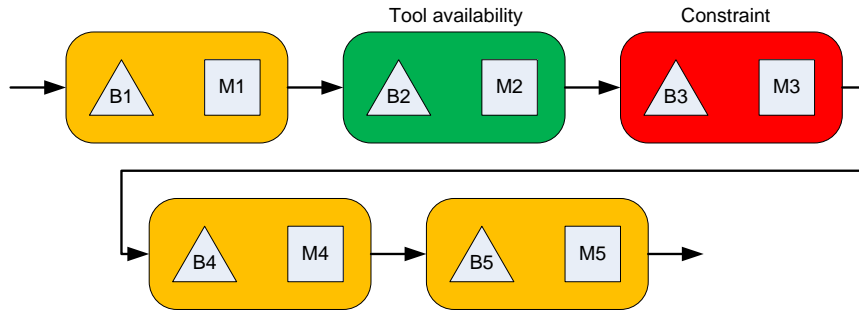 Tool availability
Constraint
B1
M1
B2
M2
B3
M3
B4
M4
B5
M5